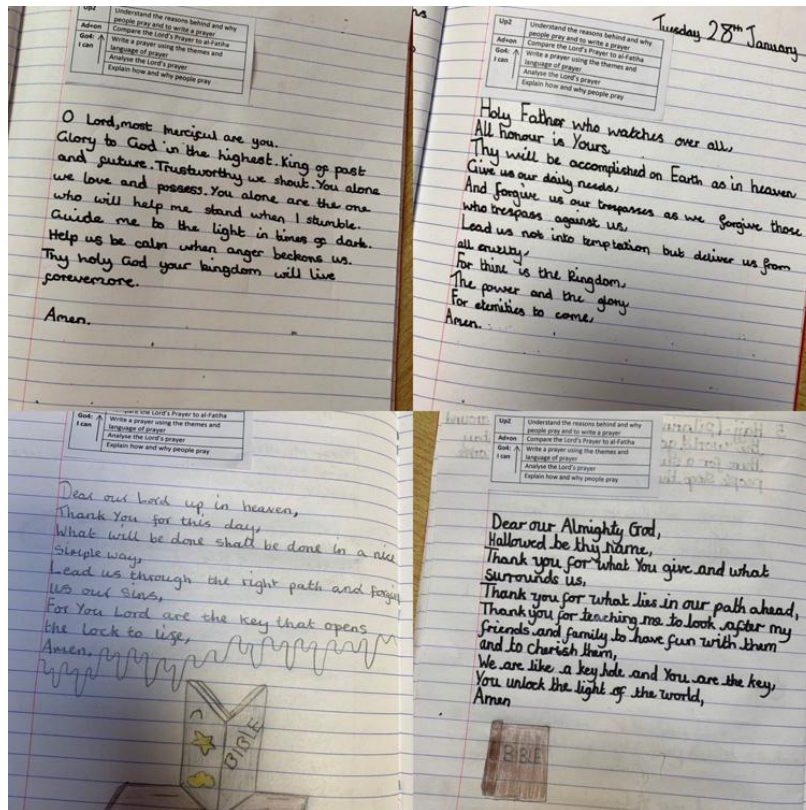 Up2
Understand the reasons behind and why
people pray and to write a prayer
Ad+on
Compare the Lord's Prayer to al-Fatiha
Go4:
I can
Write a prayer using the themes and
language of prayer
Analyse the Lord's prayer
Explain how and why people pray
O Lord, most merciful are you.
Glory to God in the highest. King of past
and future. Trustworthy we shout. You alone
we love and possess. You alone are the one
who will help me stand when I stumble.
Guide me to the light in times of dark.
Help us be calm when anger beckons us.
Thy holy God your kingdom will live
forevermore.
Amen.
Tuesday 28th January
Up2
Understand the reasons behind and why
people pray and to write a prayer
Ad+on
Compare the Lord's Prayer to al-Fatiha
Go4:
I can
Write a prayer using the themes and
language of prayer
Analyse the Lord's prayer
Explain how and why people pray
Holy Father who watches over all,
All honour is Yours,
Thy will be accomplished on Earth as in heaven
Give us our daily needs,
And forgive us our trespasses as we forgive those
who trespass against us,
Lead us not into temptation but deliver us from
all cruelty,
For thine is the Kingdom,
The power and the glory
For eternities to come,
Amen.
Compare the Lord's Prayer to al-Fatiha
Go4:
I can
Write a prayer using the themes and
language of prayer
Analyse the Lord's prayer
Explain how and why people pray
Dear our Lord up in heaven,
Thank You for this day,
What will be done shall be done in a nice
simple way,
Lead us through the right path and forgive
us our sins,
For You Lord are the key that opens
the lock to life,
Amen.
BIBLE
Up2
Understand the reasons behind and why
people pray and to write a prayer
Ad+on
Compare the Lord's Prayer to al-Fatiha
Go4:
I can
Write a prayer using the themes and
language of prayer
Analyse the Lord's prayer
Explain how and why people pray
Dear our Almighty God,
Hallowed be thy name,
Thank you for what You give and what
surrounds us,
Thank you for what lies in our path ahead,
Thank you for teaching me to look after my
friends and family to have fun with them
and to cherish them,
We are like a key hole and You are the key,
You unlock the light of the world,
Amen
BIBLE